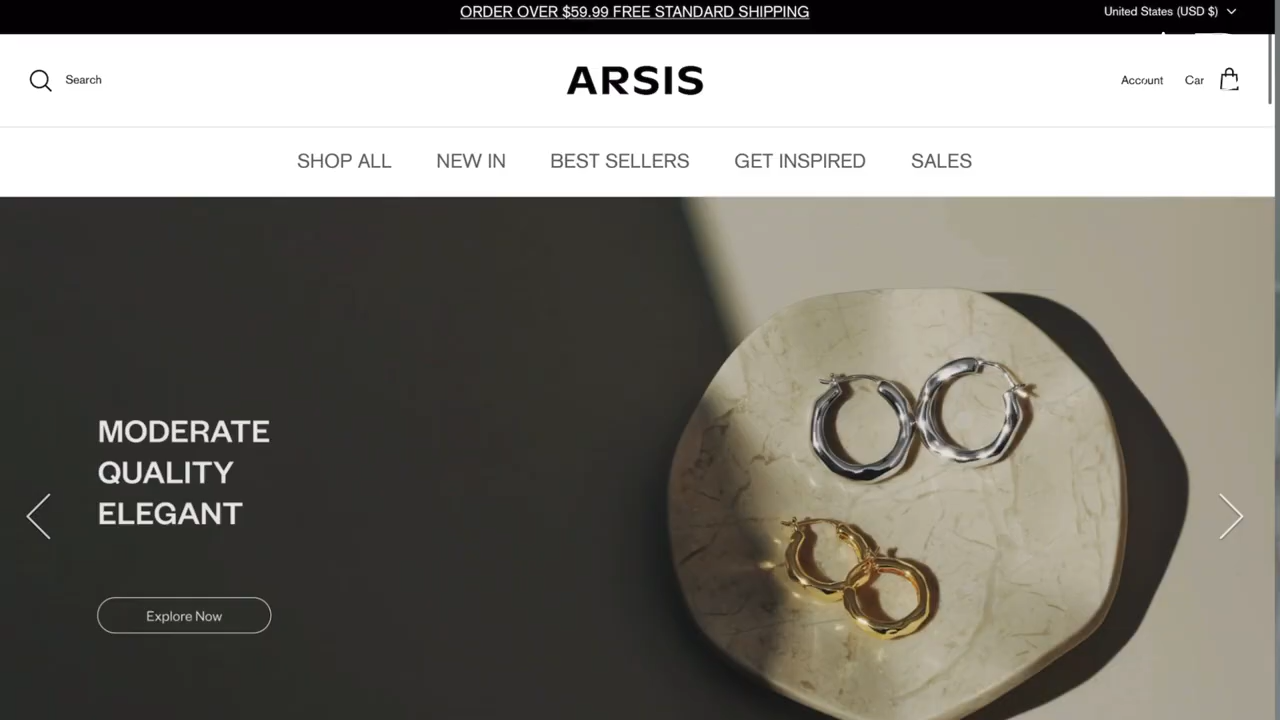 ORDER OVER $59.99 FREE STANDARD SHIPPING
United States (USD $)
Search
ARSIS
Account
Car
SHOP ALL
NEW IN
BEST SELLERS
GET INSPIRED
SALES
MODERATE
QUALITY
ELEGANT
Explore Now